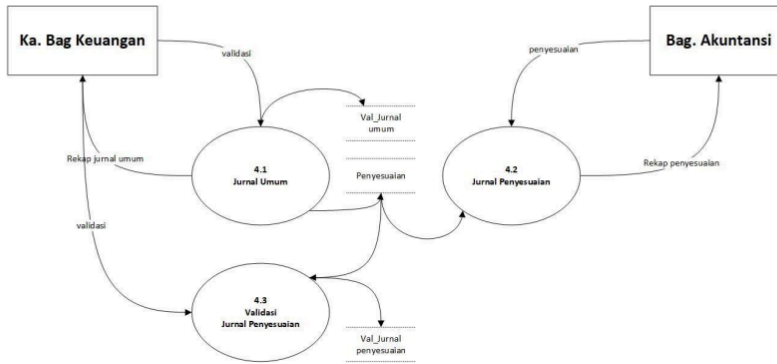 Ka. Bag Keuangan
Bag. Akuntansi
validasi
penyesuaian
Val_Jurnal
umum
Rekap jurnal umum
4.1
Jurnal Umum
Penyesuaian
4.2
Jurnal Penyesuaian
Rekap penyesuaian
validasi
4.3
Validasi
Jurnal Penyesuaian
Val_Jurnal
penyesuaian